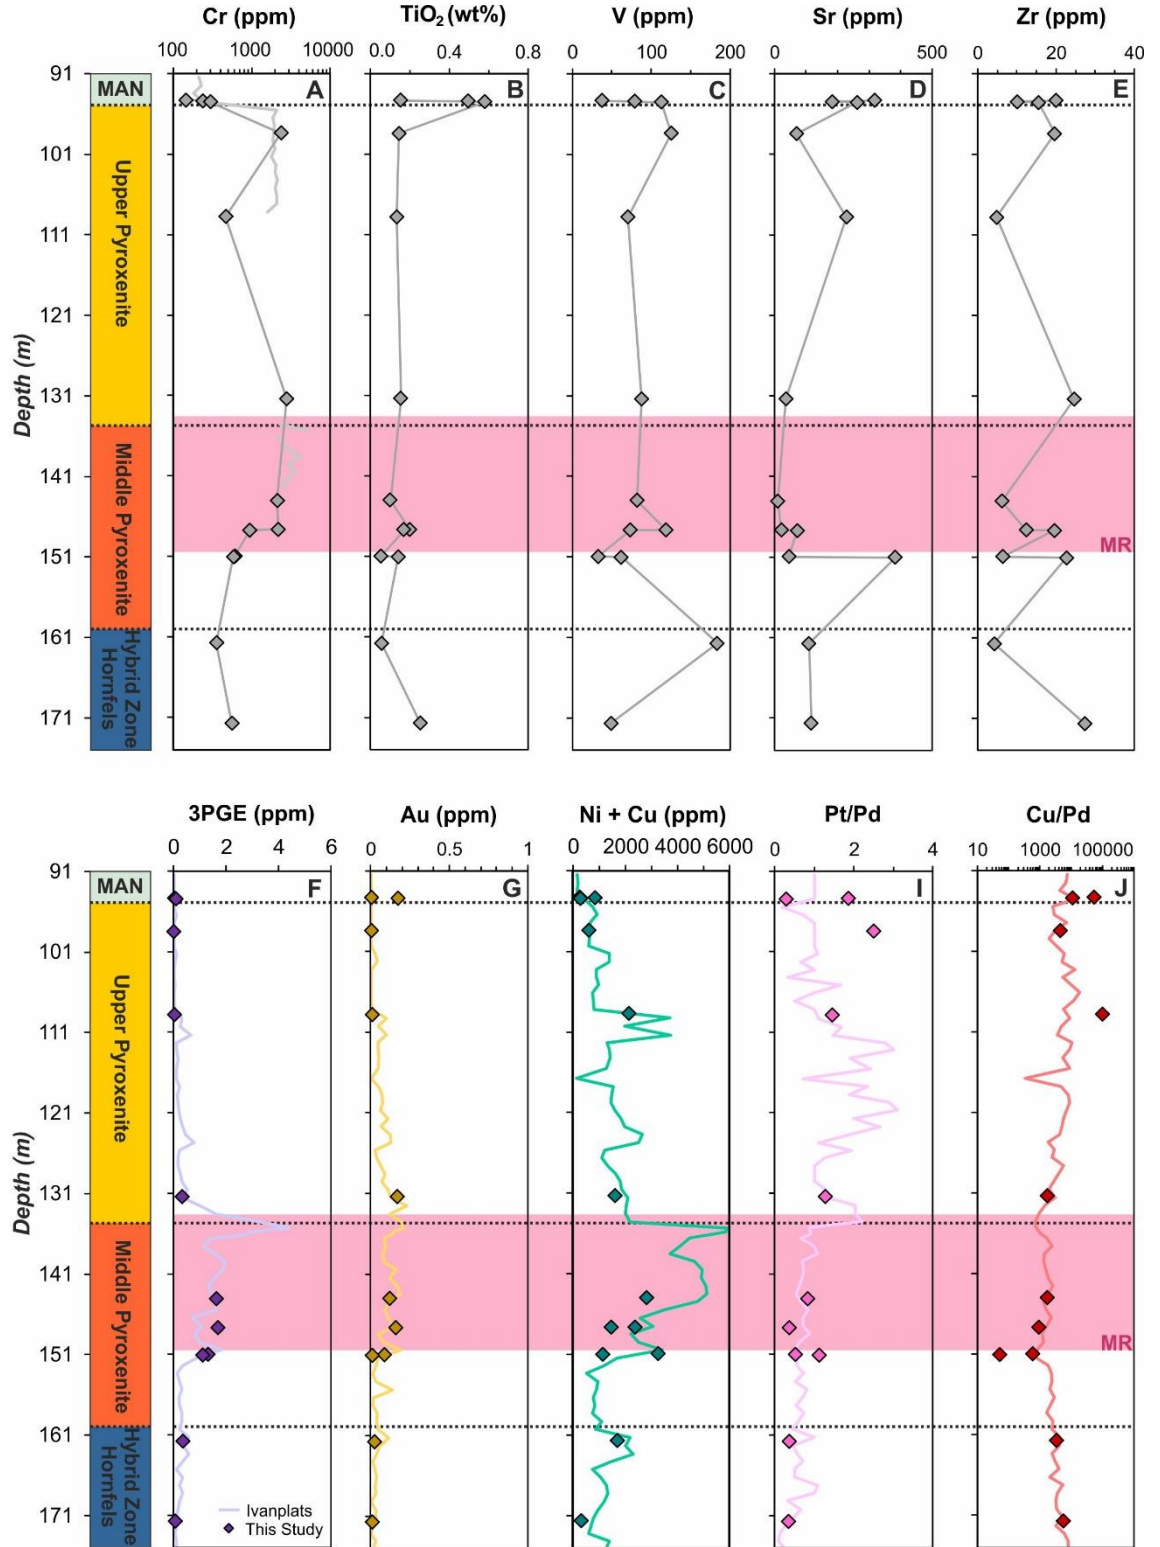 Cr (ppm) TiO₂ (wt%) V (ppm) Sr (ppm) Zr (ppm)
100 1000 10000 0.0 0.4 0.8 0 100 200 0 500 0 20 40
91 MAN A B C D E
101
111
121
131
141
151
161
171
Depth (m)
Upper Pyroxenite
Middle Pyroxenite
Hybrid Zone
Hornfels
MR
3PGE (ppm) Au (ppm) Ni + Cu (ppm) Pt/Pd Cu/Pd
0 2 4 6 0 0.5 1 0 2000 4000 6000 0 2 4 10 1000 100000
91 MAN F G H I J
101
111
121
131
141
151
161
171
Depth (m)
Upper Pyroxenite
Middle Pyroxenite
Hybrid Zone
Hornfels
MR
Ivanplats
This Study